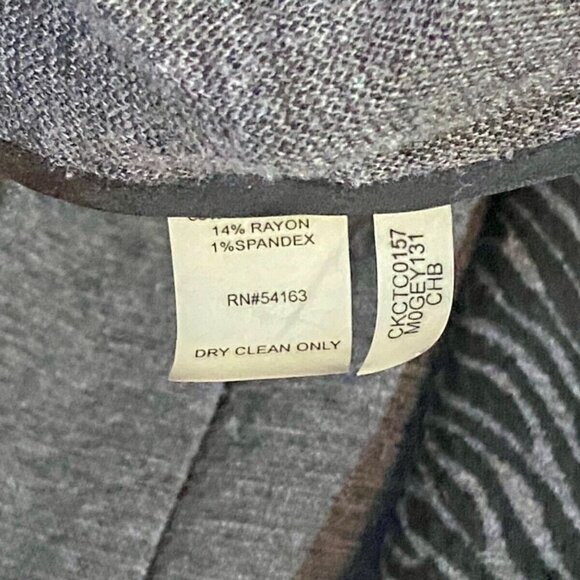 14% RAYON
1%SPANDEX
RN#54163
DRY CLEAN ONLY
CKCTC0157
M0GEY131
CHB